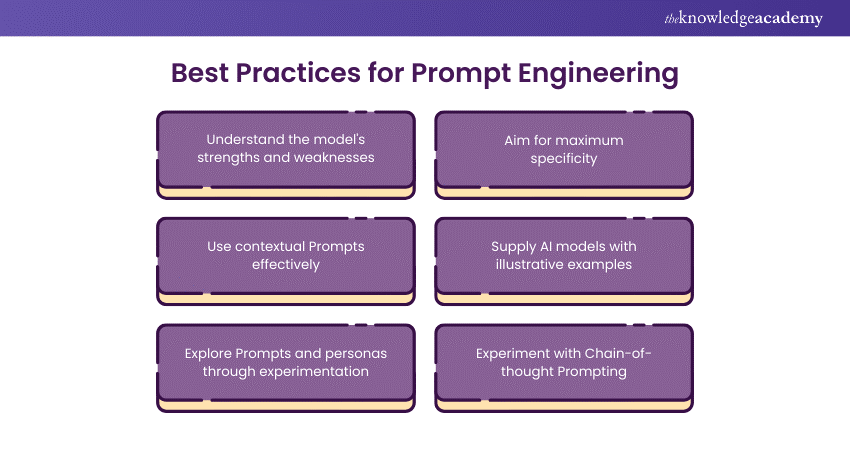 theknowledgeacademy
Best Practices for Prompt Engineering
Understand the model's
strengths and weaknesses
Aim for maximum
specificity
Use contextual Prompts
effectively
Supply AI models with
illustrative examples
Explore Prompts and personas
through experimentation
Experiment with Chain-of-
thought Prompting